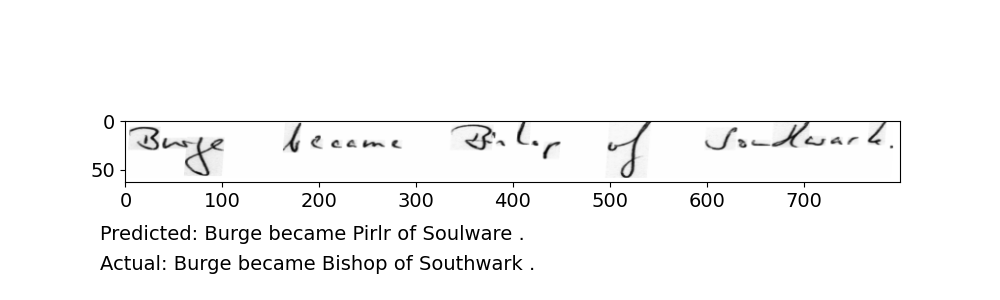 0
Burge became Bishop of Southwark.
50
0 100 200 300 400 500 600 700
Predicted: Burge became Pirlr of Soulware .
Actual: Burge became Bishop of Southwark .